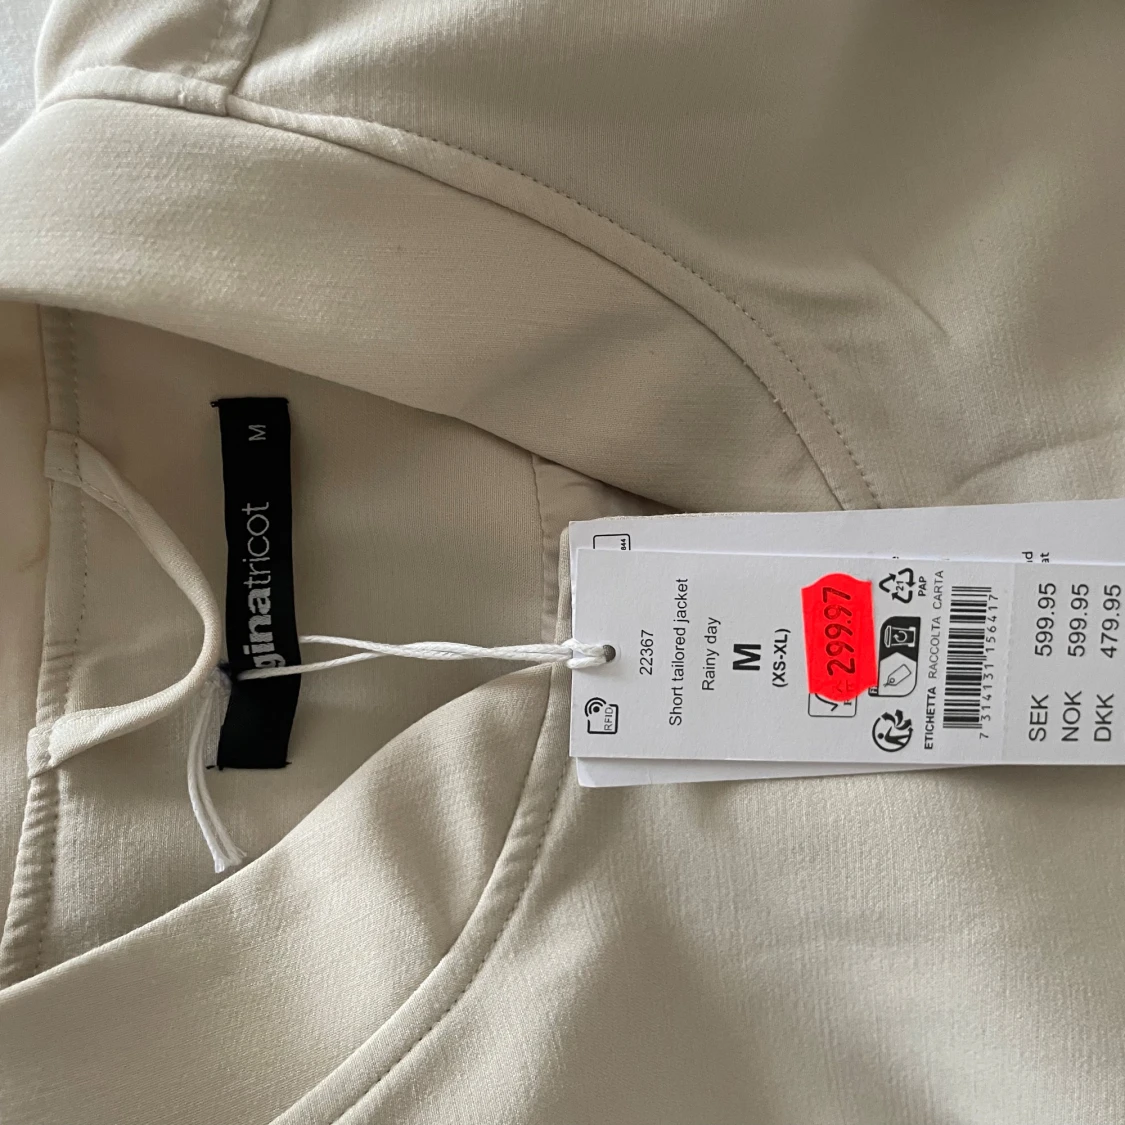 M
ginatricot
RFID
22367
Short tailored jacket
Rainy day
M
(XS-XL)
299.97
21
PAP
ETICHETTA RACCOLTA CARTA
7 314131 156417
SEK 599.95
NOK 599.95
DKK 479.95